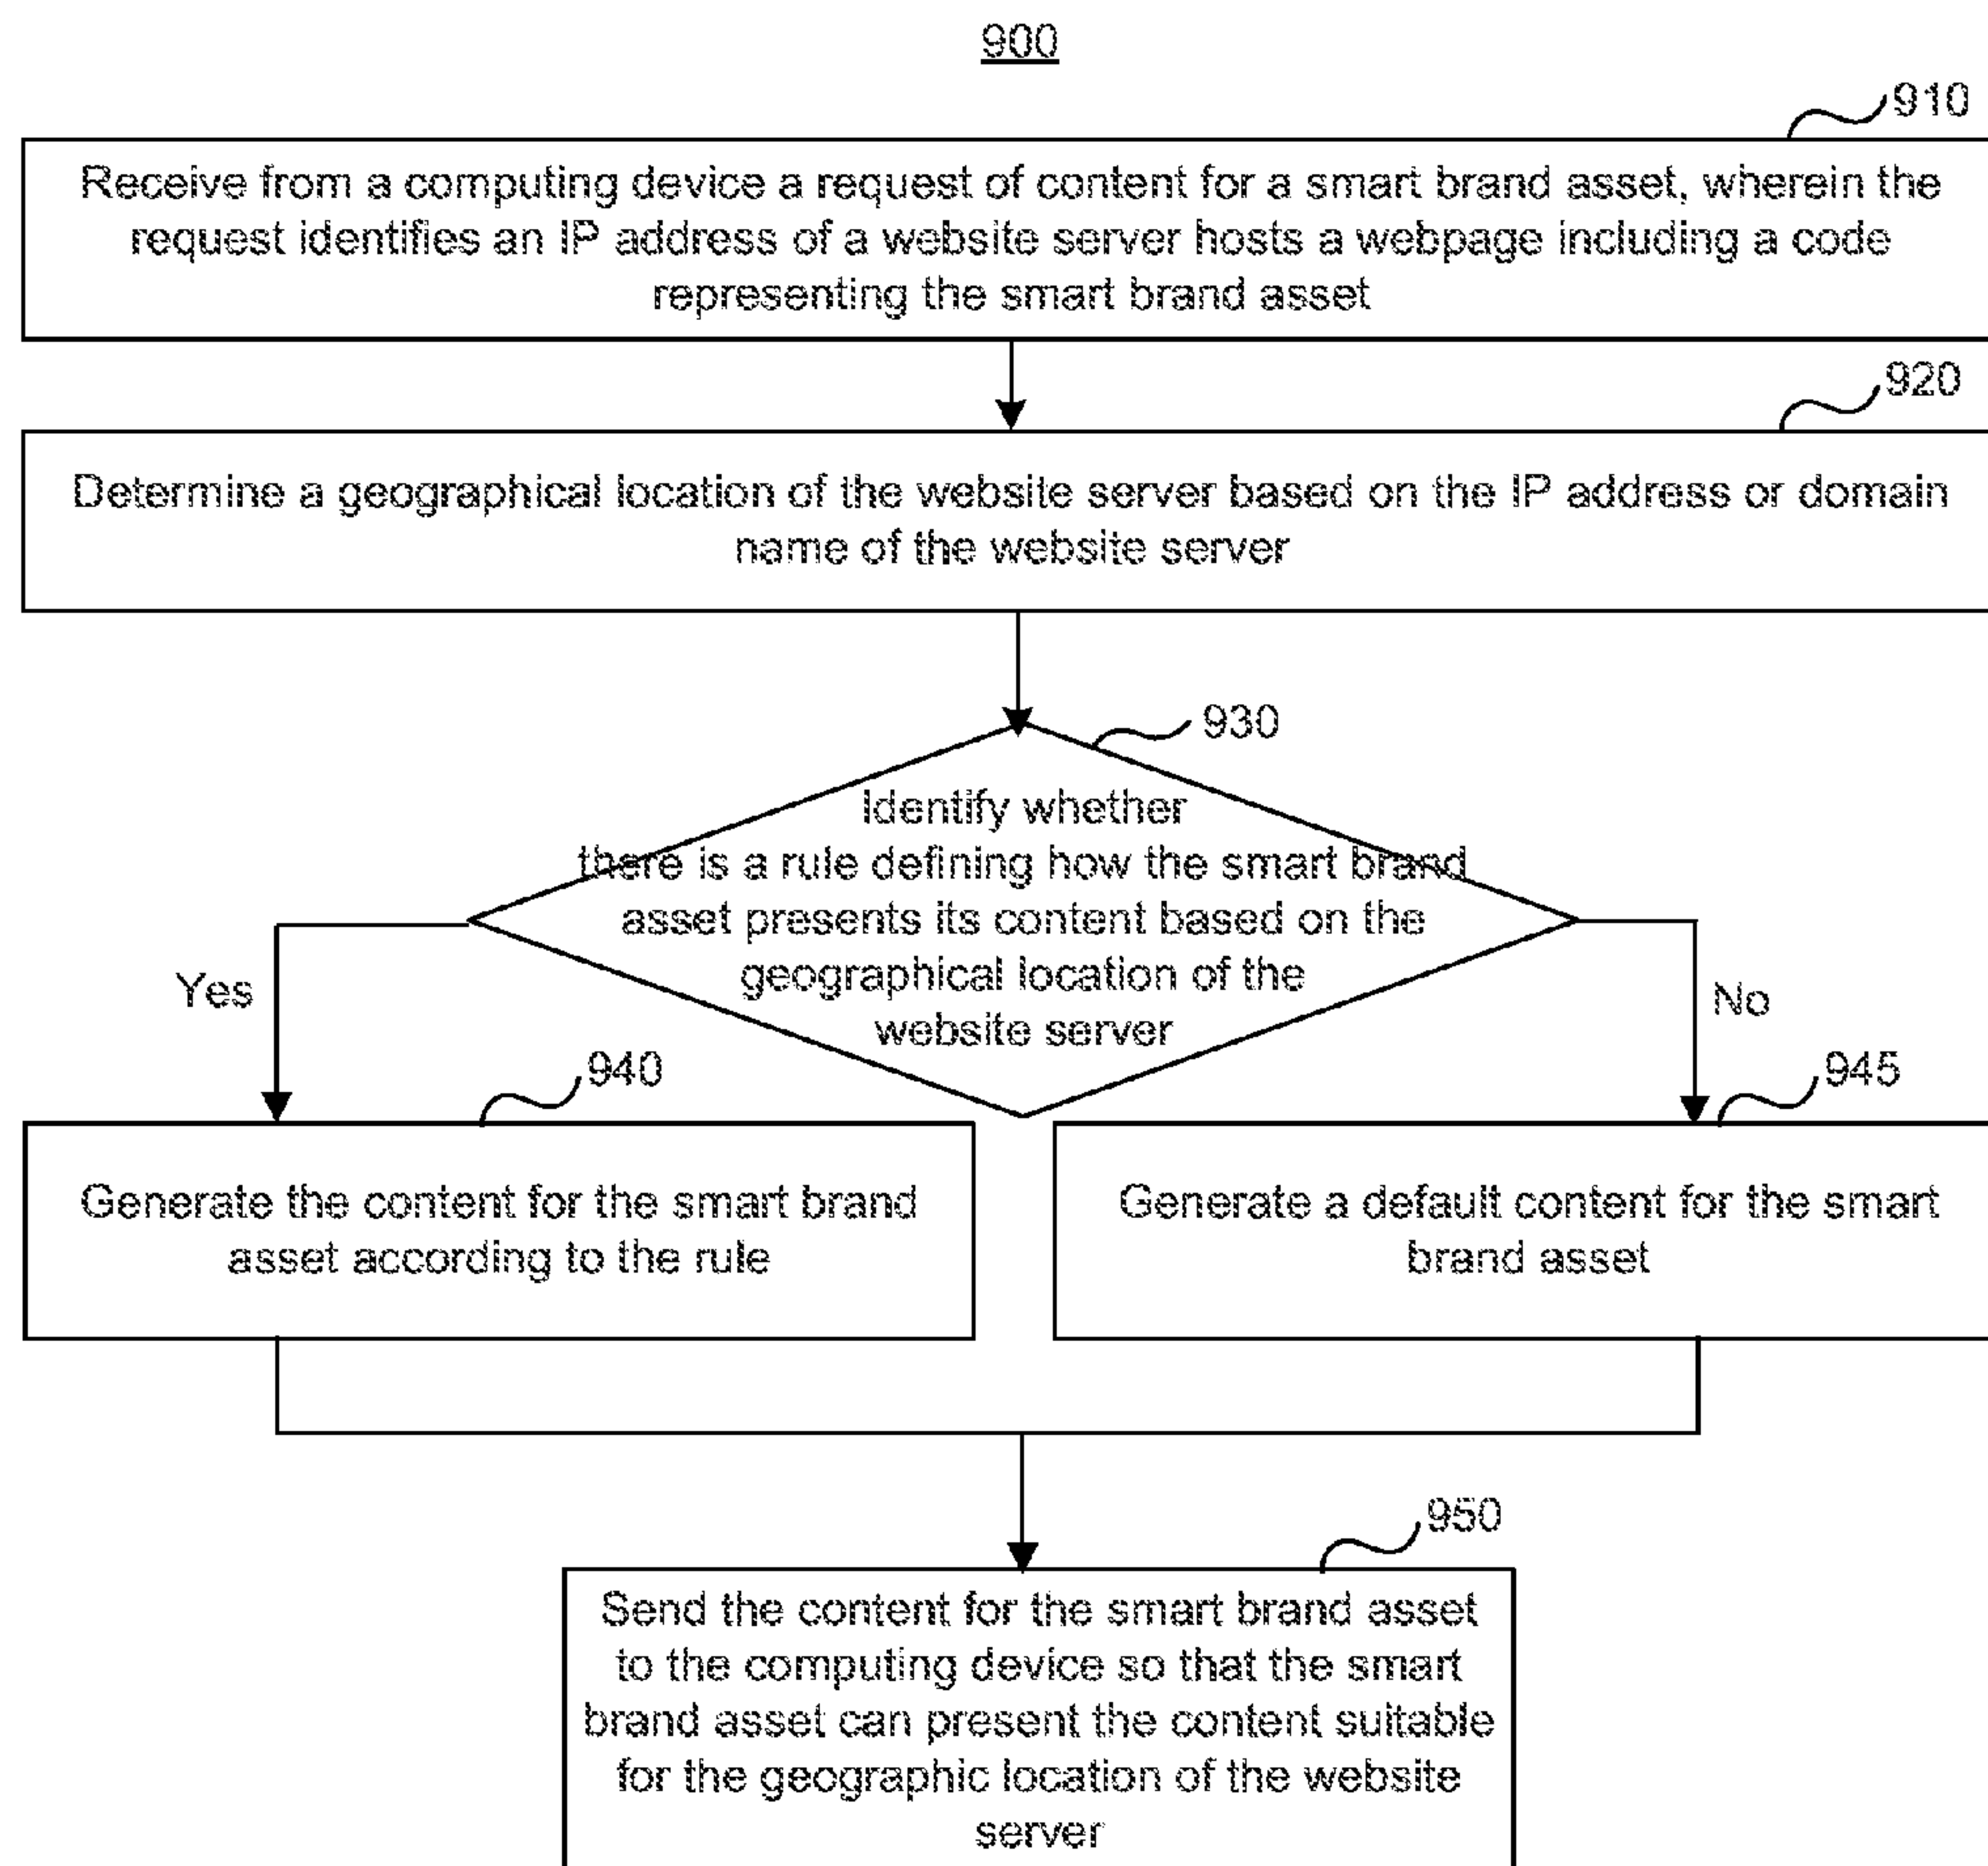 900
910
Receive from a computing device a request of content for a smart brand asset, wherein the
request identifies an IP address of a website server hosts a webpage including a code
representing the smart brand asset
920
Determine a geographical location of the website server based on the IP address or domain
name of the website server
930
Identify whether
there is a rule defining how the smart brand
asset presents its content based on the
geographical location of the
website server
Yes
No
940
945
Generate the content for the smart brand
asset according to the rule
Generate a default content for the smart
brand asset
950
Send the content for the smart brand asset
to the computing device so that the smart
brand asset can present the content suitable
for the geographic location of the website
server